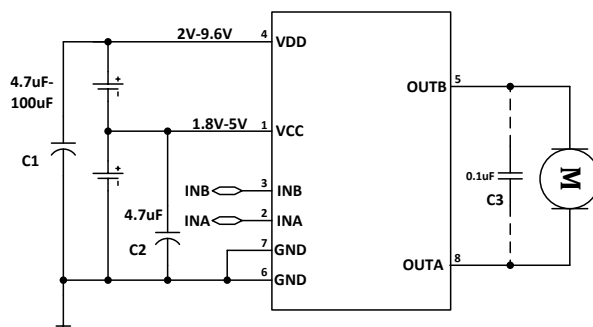 2V-9.6V
4
VDD
4.7uF-
100uF
C1
+
-
5
OUTB
1.8V-5V
1
VCC
+
-
INB
3
INB
0.1uF
C3
M
INA
2
INA
4.7uF
C2
7
GND
6
GND
8
OUTA